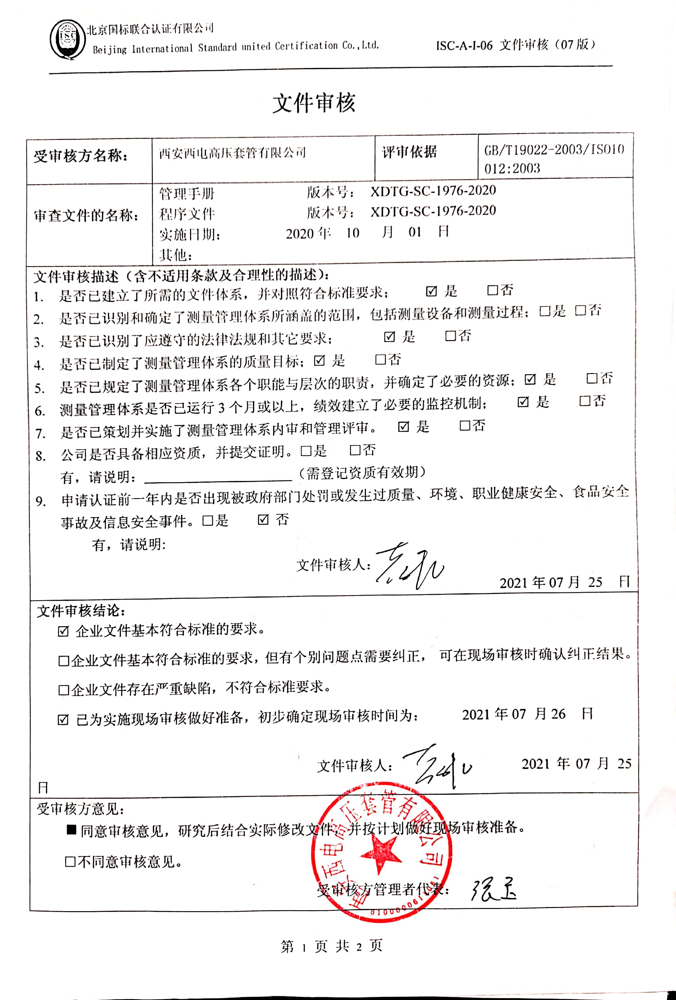 ISC
北京国标联合认证有限公司
Beijing International Standard united Certification Co.,Ltd.
ISC-A-I-06 文件审核（07版）
文件审核
受审核方名称： 西安西电高压套管有限公司 评审依据 GB/T19022-2003/ISO10
012:2003
审查文件的名称：
管理手册 版本号： XDTG-SC-1976-2020
程序文件 版本号： XDTG-SC-1976-2020
实施日期： 2020 年 10 月 01 日
其他：
文件审核描述（含不适用条款及合理性的描述）：
1. 是否已建立了所需的文件体系，并对照符合标准要求； ☑ 是 □否
2. 是否已识别和确定了测量管理体系所涵盖的范围，包括测量设备和测量过程；□是 □否
3. 是否已识别了应遵守的法律法规和其它要求； ☑ 是 □否
4. 是否已制定了测量管理体系的质量目标；☑ 是 □否
5. 是否已规定了测量管理体系各个职能与层次的职责，并确定了必要的资源；☑ 是 □否
6. 测量管理体系是否已运行 3 个月或以上，绩效建立了必要的监控机制； ☑ 是 □否
7. 是否已策划并实施了测量管理体系内审和管理评审。 ☑ 是 □否
8. 公司是否具备相应资质，并提交证明。□是 □否
有，请说明：（需登记资质有效期）
9. 申请认证前一年内是否出现被政府部门处罚或发生过质量、环境、职业健康安全、食品安全
事故及信息安全事件。□是 ☑ 否
有，请说明:
文件审核人：
2021 年 07 月 25 日
文件审核结论：
☑ 企业文件基本符合标准的要求。
□企业文件基本符合标准的要求，但有个别问题点需要纠正， 可在现场审核时确认纠正结果。
□企业文件存在严重缺陷，不符合标准要求。
☑ 已为实施现场审核做好准备，初步确定现场审核时间为： 2021 年 07 月 26 日
文件审核人： 2021 年 07 月 25
日
受审核方意见：
■ 同意审核意见，研究后结合实际修改文件，并按计划做好现场审核准备。
□不同意审核意见。
受审核方管理者代表： 张玉
西安西电高压套管有限公司
第 1 页 共 2 页